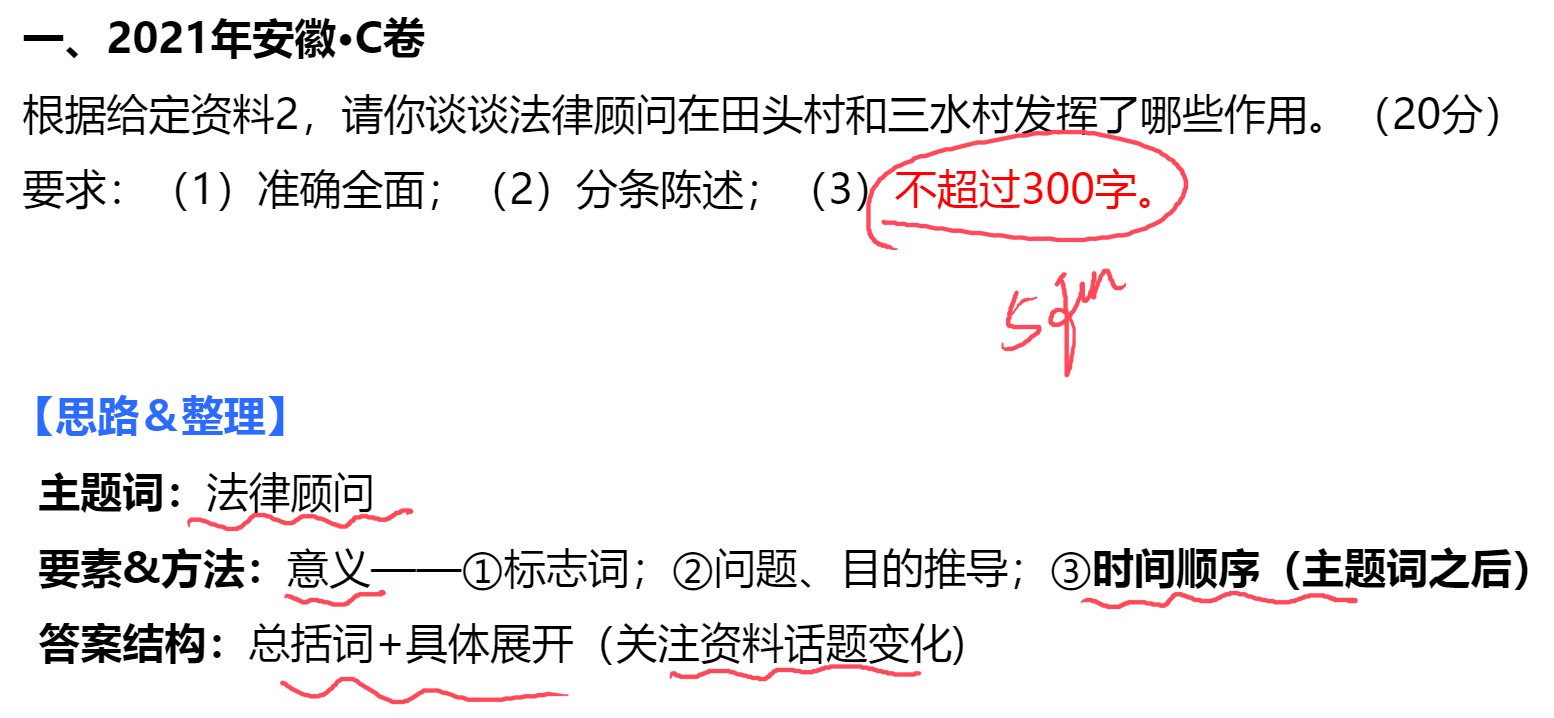 一、2021年安徽•C卷
根据给定资料2，请你谈谈法律顾问在田头村和三水村发挥了哪些作用。（20分）
要求：（1）准确全面；（2）分条陈述；（3）不超过300字。
【思路＆整理】
主题词：法律顾问
要素&方法：意义——①标志词；②问题、目的推导；③时间顺序（主题词之后）
答案结构：总括词+具体展开（关注资料话题变化)